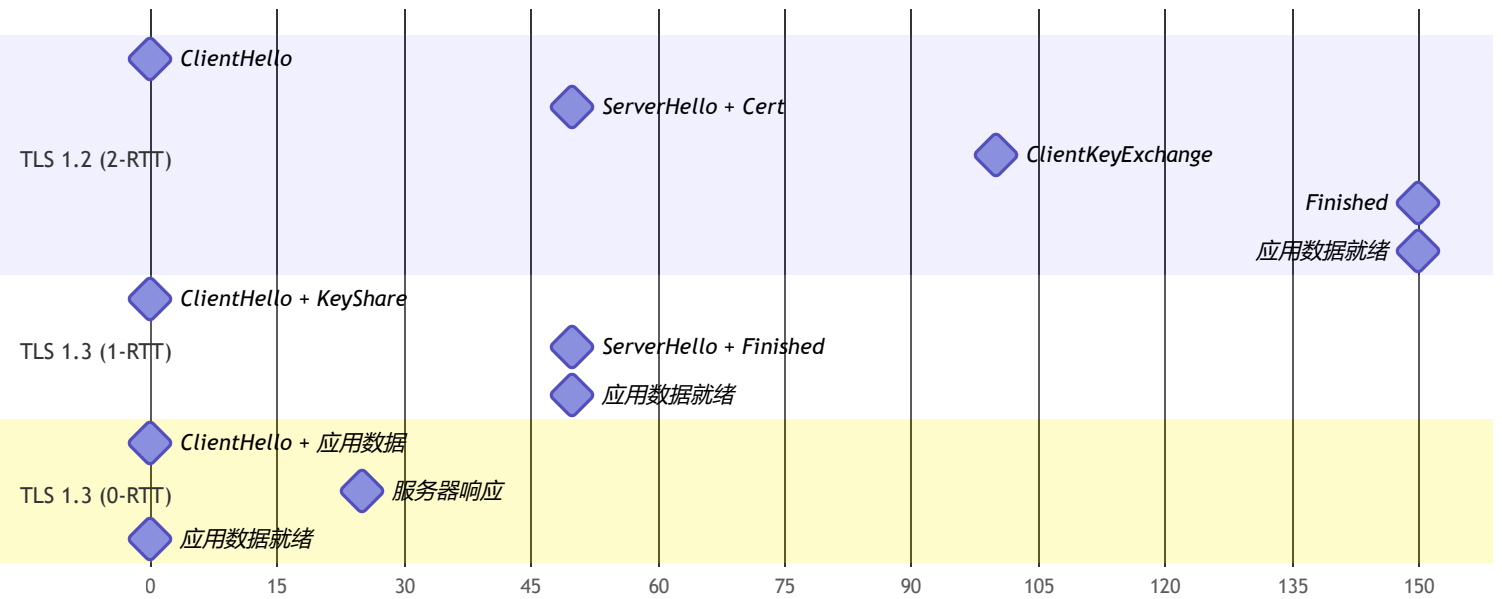 TLS 1.2 (2-RTT)
ClientHello
ServerHello + Cert
ClientKeyExchange
Finished
应用数据就绪
TLS 1.3 (1-RTT)
ClientHello + KeyShare
ServerHello + Finished
应用数据就绪
TLS 1.3 (0-RTT)
ClientHello + 应用数据
服务器响应
应用数据就绪
0 15 30 45 60 75 90 105 120 135 150